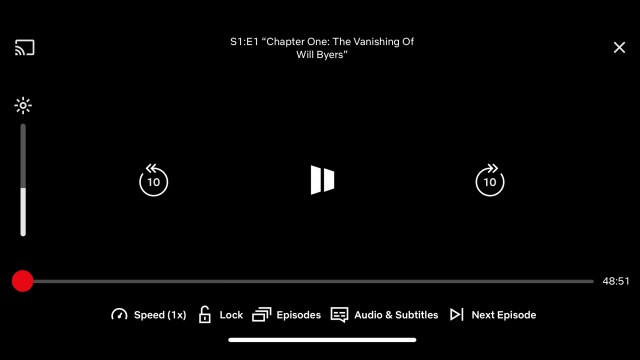 S1:E1 “Chapter One: The Vanishing Of
Will Byers”
10
10
48:51
Speed (1x) Lock Episodes Audio & Subtitles Next Episode